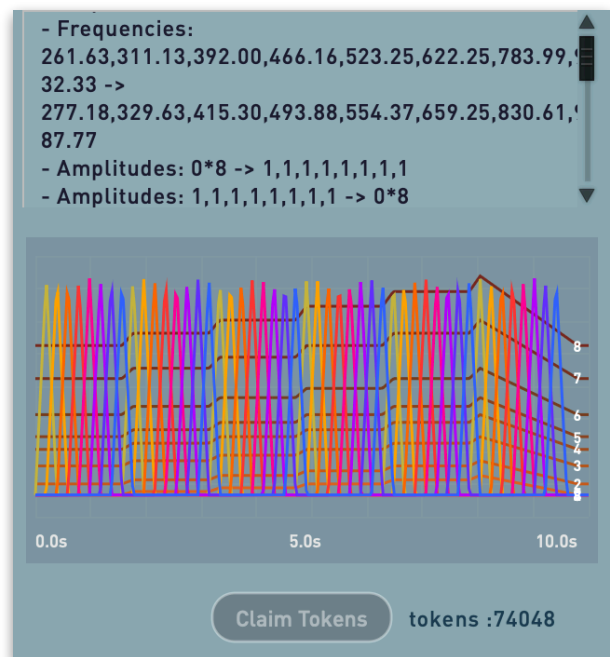 - Frequencies:
261.63,311.13,392.00,466.16,523.25,622.25,783.99,9
32.33 ->
277.18,329.63,415.30,493.88,554.37,659.25,830.61,9
87.77
- Amplitudes: 0*8 -> 1,1,1,1,1,1,1,1
- Amplitudes: 1,1,1,1,1,1,1,1 -> 0*8
8
7
6
5
4
3
2
0.0s 5.0s 10.0s
Claim Tokens tokens :74048